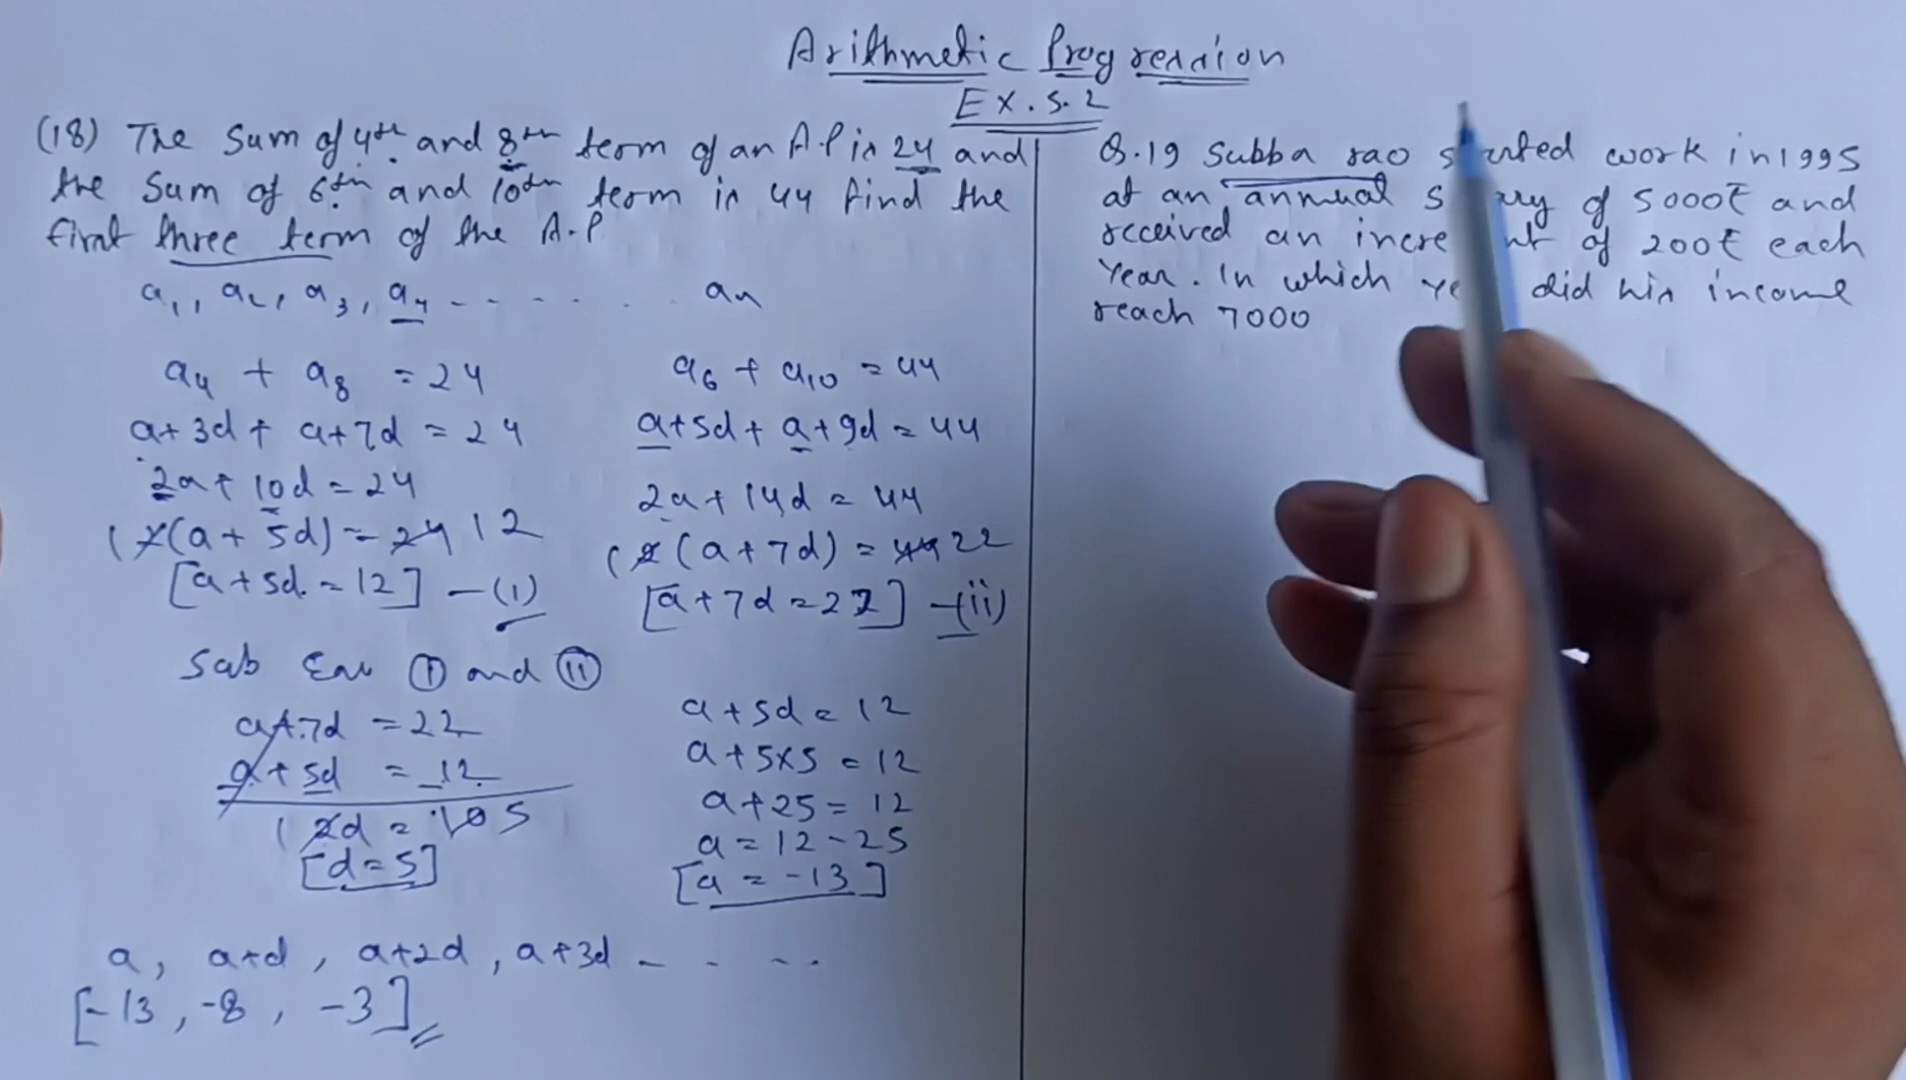 Arithmetic Progression
Ex. 5.2
(18) The Sum of 4th and 8th term of an A.P is 24 and
the Sum of 6th and 10th term is 44 find the
first three term of the A.P
a1, a2, a3, a4 - - - - . . . an
a4 + a8 = 24
a+3d + a+7d = 24
2a + 10d = 24
1 2(a + 5d) = 24 12
[a + 5d = 12] - (i)
a6 + a10 = 44
a+5d + a+9d = 44
2a + 14d = 44
1 2(a + 7d) = 44 22
[a + 7d = 22] - (ii)
Sab Equ (I) and (II)
a+7d = 22
a + 5d = 12
1 2d = 10 5
[d = 5]
a + 5d = 12
a + 5x5 = 12
a + 25 = 12
a = 12 - 25
[a = -13]
a, a+d, a+2d, a+3d - - . . .
[-13, -8, -3]
Q.19 Subba rao started work in 1995
at an annual of 5000₹ and
received an of 200₹ each
Year. In which did his income
reach 7000